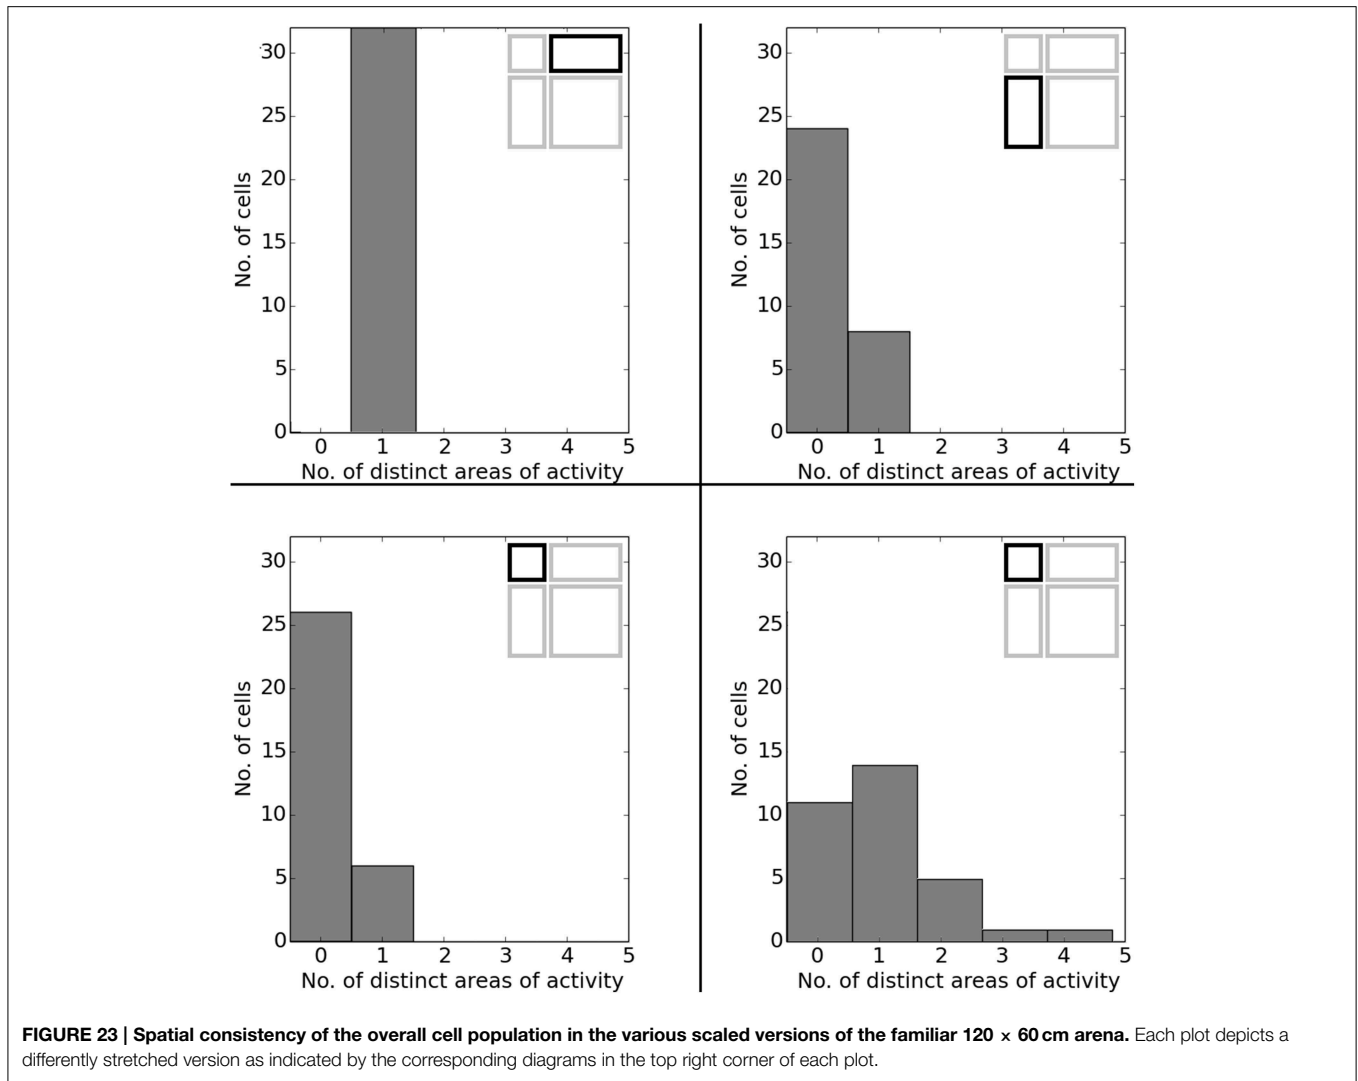 30
25
20
15
10
5
0
No. of cells
0 1 2 3 4 5
No. of distinct areas of activity
30
25
20
15
10
5
0
No. of cells
0 1 2 3 4 5
No. of distinct areas of activity
30
25
20
15
10
5
0
No. of cells
0 1 2 3 4 5
No. of distinct areas of activity
30
25
20
15
10
5
0
No. of cells
0 1 2 3 4 5
No. of distinct areas of activity
FIGURE 23 | Spatial consistency of the overall cell population in the various scaled versions of the familiar 120 × 60 cm arena. Each plot depicts a
differently stretched version as indicated by the corresponding diagrams in the top right corner of each plot.